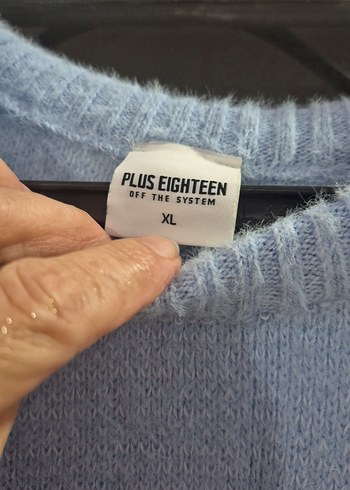 PLUS EIGHTEEN
OFF THE SYSTEM
XL